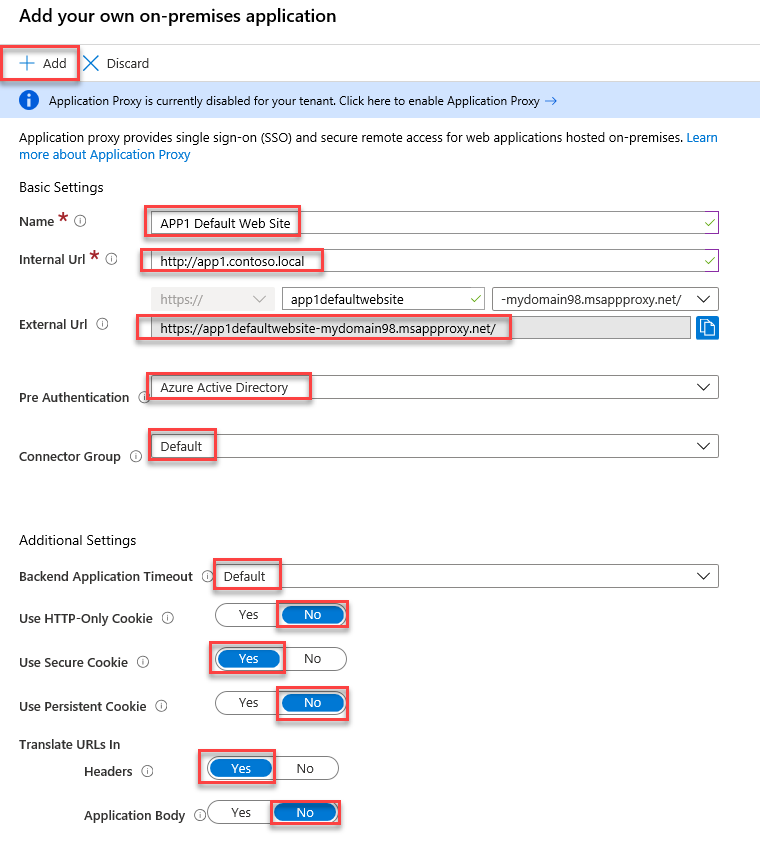 Add your own on-premises application
Add Discard
Application Proxy is currently disabled for your tenant. Click here to enable Application Proxy →
Application proxy provides single sign-on (SSO) and secure remote access for web applications hosted on-premises. Learn
more about Application Proxy
Basic Settings
Name * APP1 Default Web Site
Internal Url * http://app1.contoso.local
https:// app1defaultwebsite -mydomain98.msappproxy.net/
External Url https://app1defaultwebsite-mydomain98.msappproxy.net/
Pre Authentication Azure Active Directory
Connector Group Default
Additional Settings
Backend Application Timeout Default
Use HTTP-Only Cookie Yes No
Use Secure Cookie Yes No
Use Persistent Cookie Yes No
Translate URLs In
Headers Yes No
Application Body Yes No